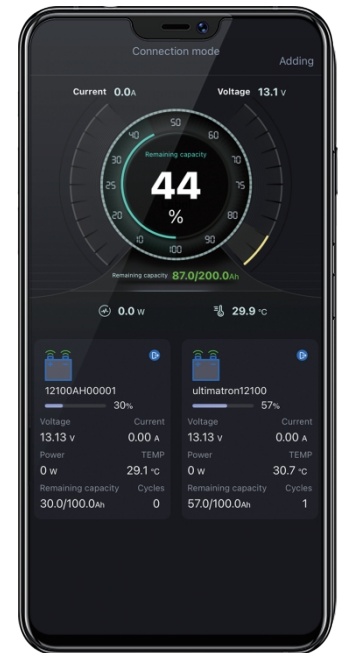 Connection mode
Adding
Current 0.0A
Voltage 13.1 V
50
40 60
30 70
25 75
20 80
10 90
100
Remaining capacity
44
%
Remaining capacity 87.0/200.0Ah
0.0 W
29.9 °C
12100AH00001
30%
Voltage Current
13.13 V 0.00 A
Power TEMP
0 W 29.1 °C
Remaining capacity Cycles
30.0/100.0Ah 0
ultimatron12100
57%
Voltage Current
13.13 V 0.00 A
Power TEMP
0 W 30.7 °C
Remaining capacity Cycles
57.0/100.0Ah 1